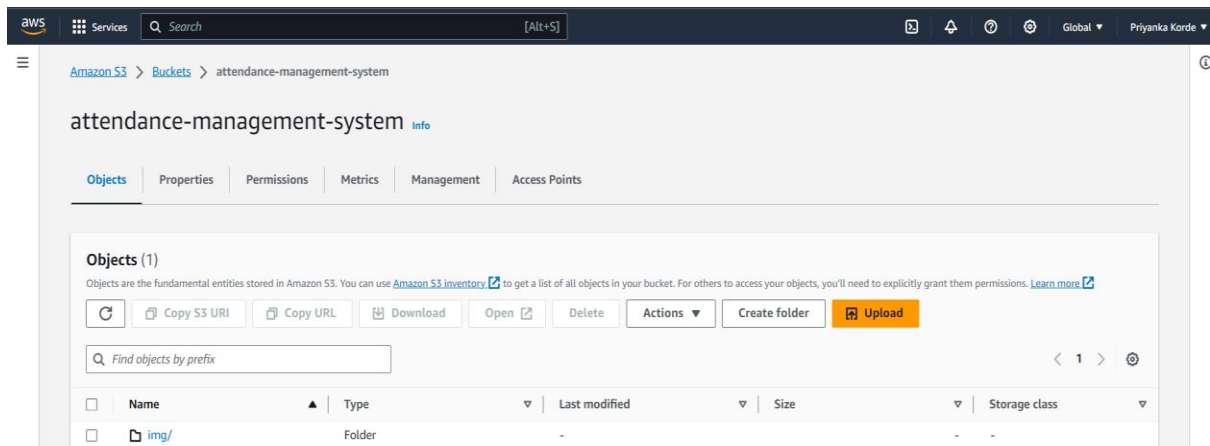 aws Services Search [Alt+S] Global ▼ Priyanka Korde ▼
Amazon S3 > Buckets > attendance-management-system
attendance-management-system Info
Objects Properties Permissions Metrics Management Access Points
Objects (1)
Objects are the fundamental entities stored in Amazon S3. You can use Amazon S3 inventory to get a list of all objects in your bucket. For others to access your objects, you'll need to explicitly grant them permissions. Learn more
Copy S3 URI Copy URL Download Open Delete Actions ▼ Create folder Upload
Find objects by prefix < 1 >
Name ▲ Type ▽ Last modified ▽ Size ▽ Storage class ▽
img/ Folder - - -